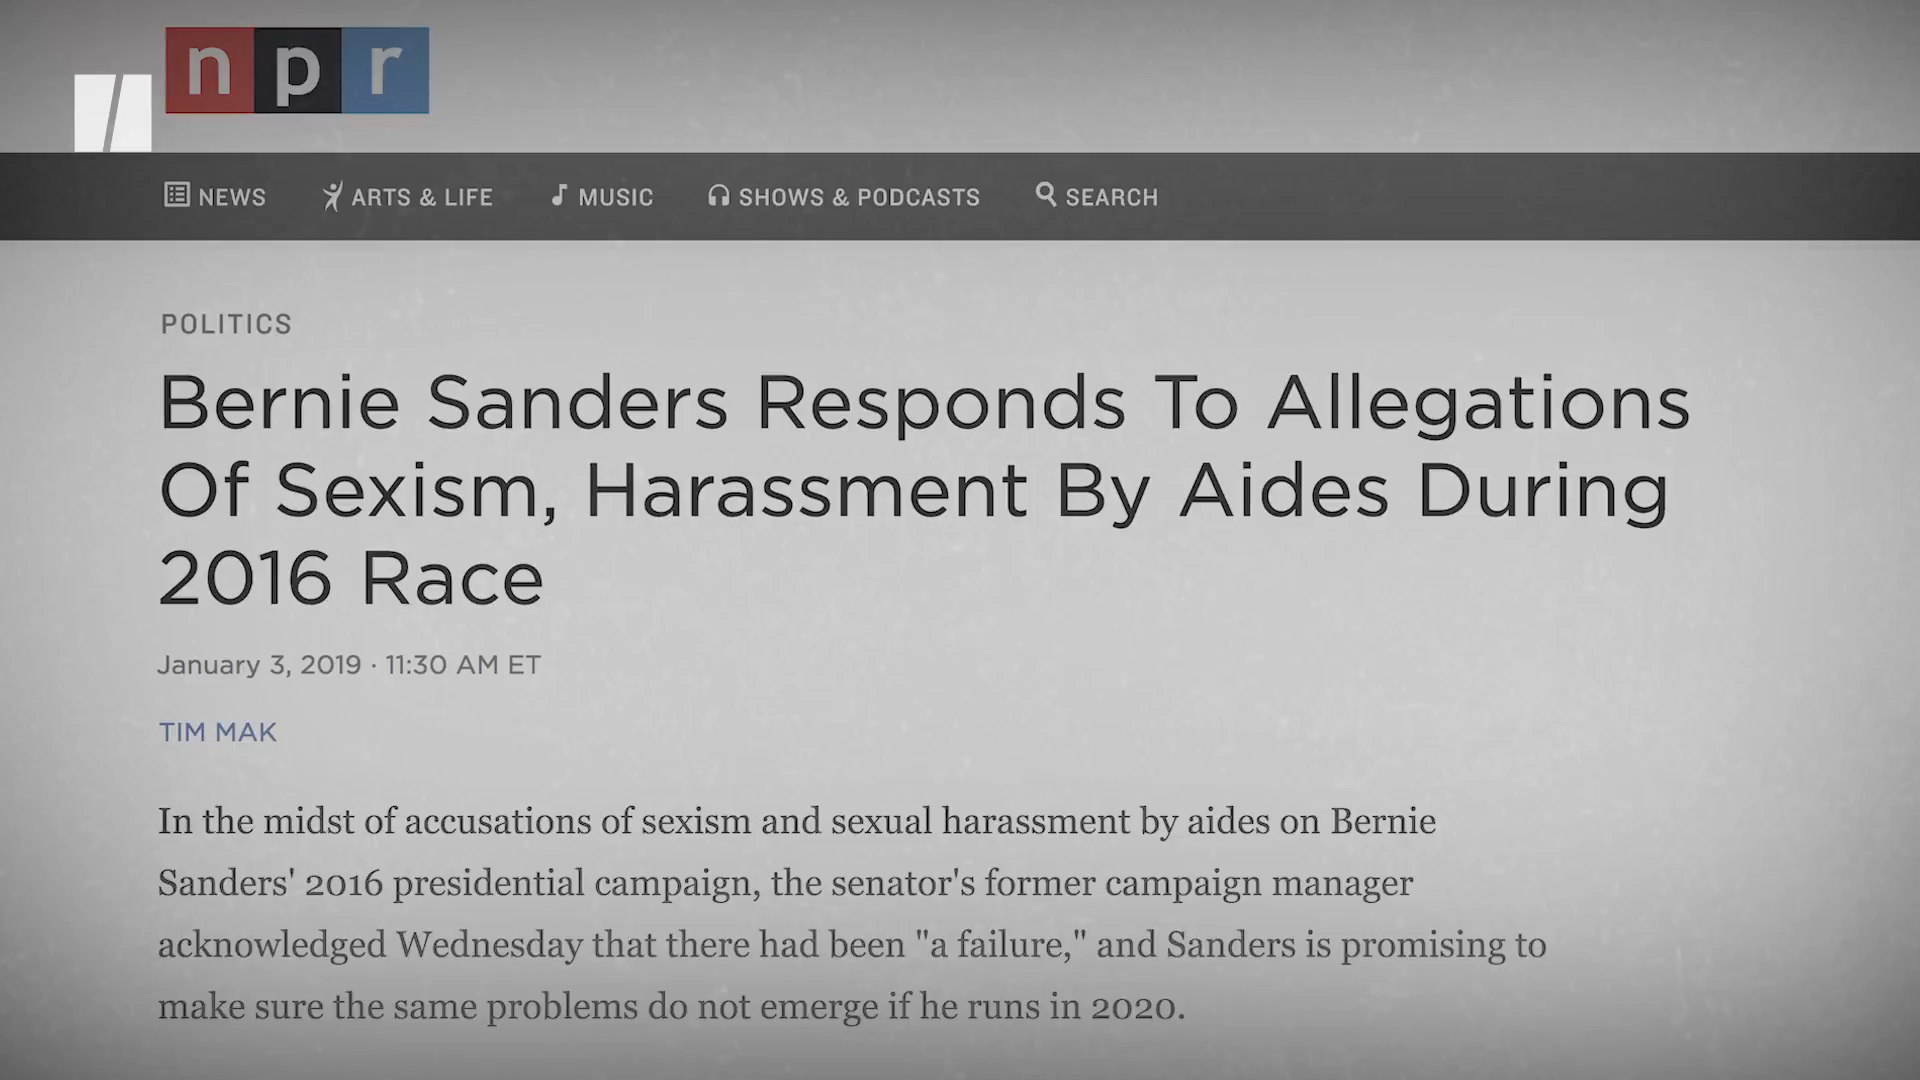 npr
NEWS ARTS & LIFE MUSIC SHOWS & PODCASTS SEARCH
POLITICS
Bernie Sanders Responds To Allegations
Of Sexism, Harassment By Aides During
2016 Race
January 3, 2019 · 11:30 AM ET
TIM MAK
In the midst of accusations of sexism and sexual harassment by aides on Bernie
Sanders' 2016 presidential campaign, the senator's former campaign manager
acknowledged Wednesday that there had been "a failure," and Sanders is promising to
make sure the same problems do not emerge if he runs in 2020.